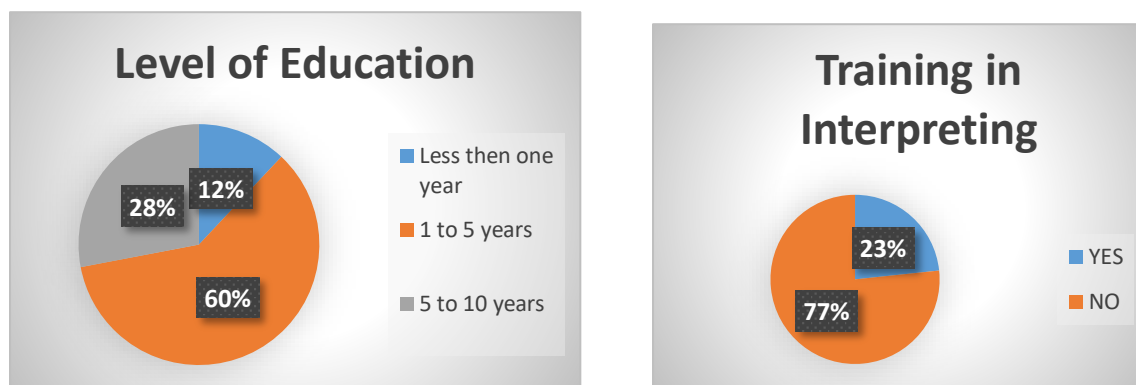 Level of Education
12%
28%
60%
Less then one
year
1 to 5 years
5 to 10 years
Training in
Interpreting
23%
77%
YES
NO